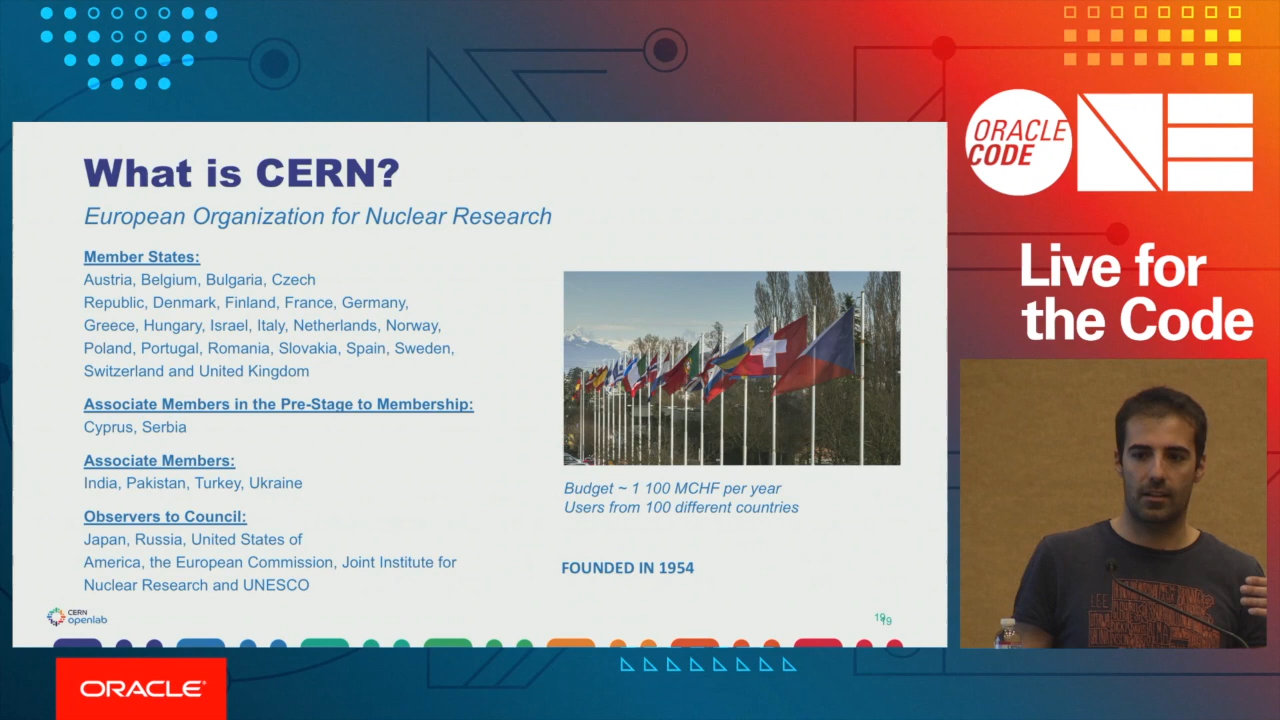 ORACLE
CODE
ONE
Live for
the Code
What is CERN?
European Organization for Nuclear Research
Member States:
Austria, Belgium, Bulgaria, Czech
Republic, Denmark, Finland, France, Germany,
Greece, Hungary, Israel, Italy, Netherlands, Norway,
Poland, Portugal, Romania, Slovakia, Spain, Sweden,
Switzerland and United Kingdom
Associate Members in the Pre-Stage to Membership:
Cyprus, Serbia
Associate Members:
India, Pakistan, Turkey, Ukraine
Observers to Council:
Japan, Russia, United States of
America, the European Commission, Joint Institute for
Nuclear Research and UNESCO
Budget ~ 1 100 MCHF per year
Users from 100 different countries
FOUNDED IN 1954
CERN
openlab
19
19
LEE
ORACLE